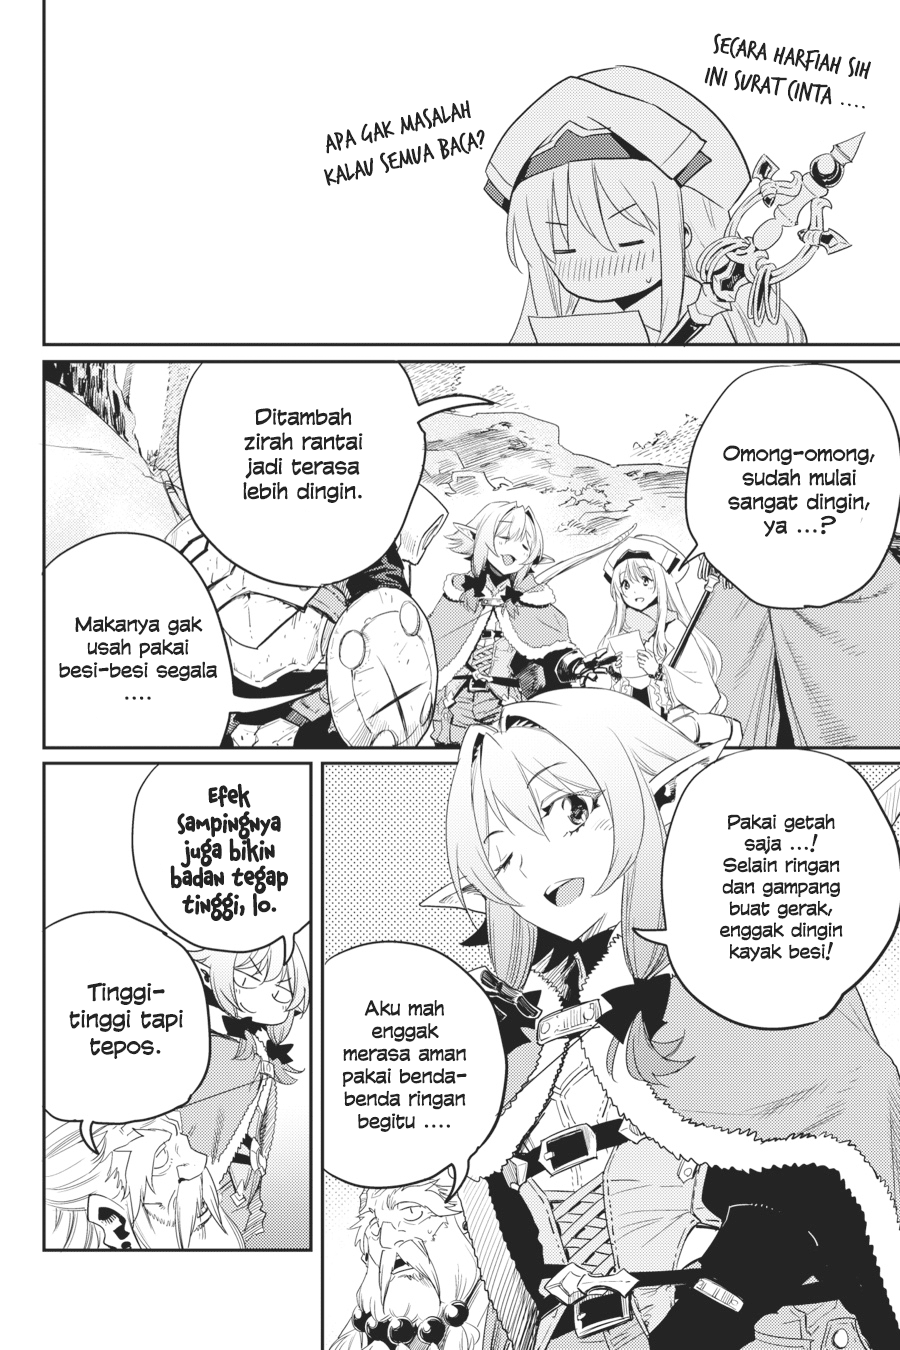 SECARA HARFIAH SIH
INI SURAT CINTA ....
APA GAK MASALAH
KALAU SEMUA BACA?
Omong-omong,
sudah mulai
sangat dingin,
ya ...?
Ditambah
zirah rantai
jadi terasa
lebih dingin.
Makanya gak
usah pakai
besi-besi segala
....
Pakai getah
saja ...!
Selain ringan
dan gampang
buat gerak,
enggak dingin
kayak besi!
Aku mah
enggak
merasa aman
pakai benda-
benda ringan
begitu ....
Efek
sampingnya
juga bikin
badan tegap
tinggi, lo.
Tinggi-
tinggi tapi
tepos.